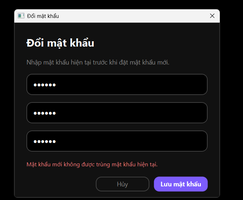 Đổi mật khẩu
Đổi mật khẩu
Nhập mật khẩu hiện tại trước khi đặt mật khẩu mới.
••••••
••••••
••••••
Mật khẩu mới không được trùng mật khẩu hiện tại.
Hủy
Lưu mật khẩu